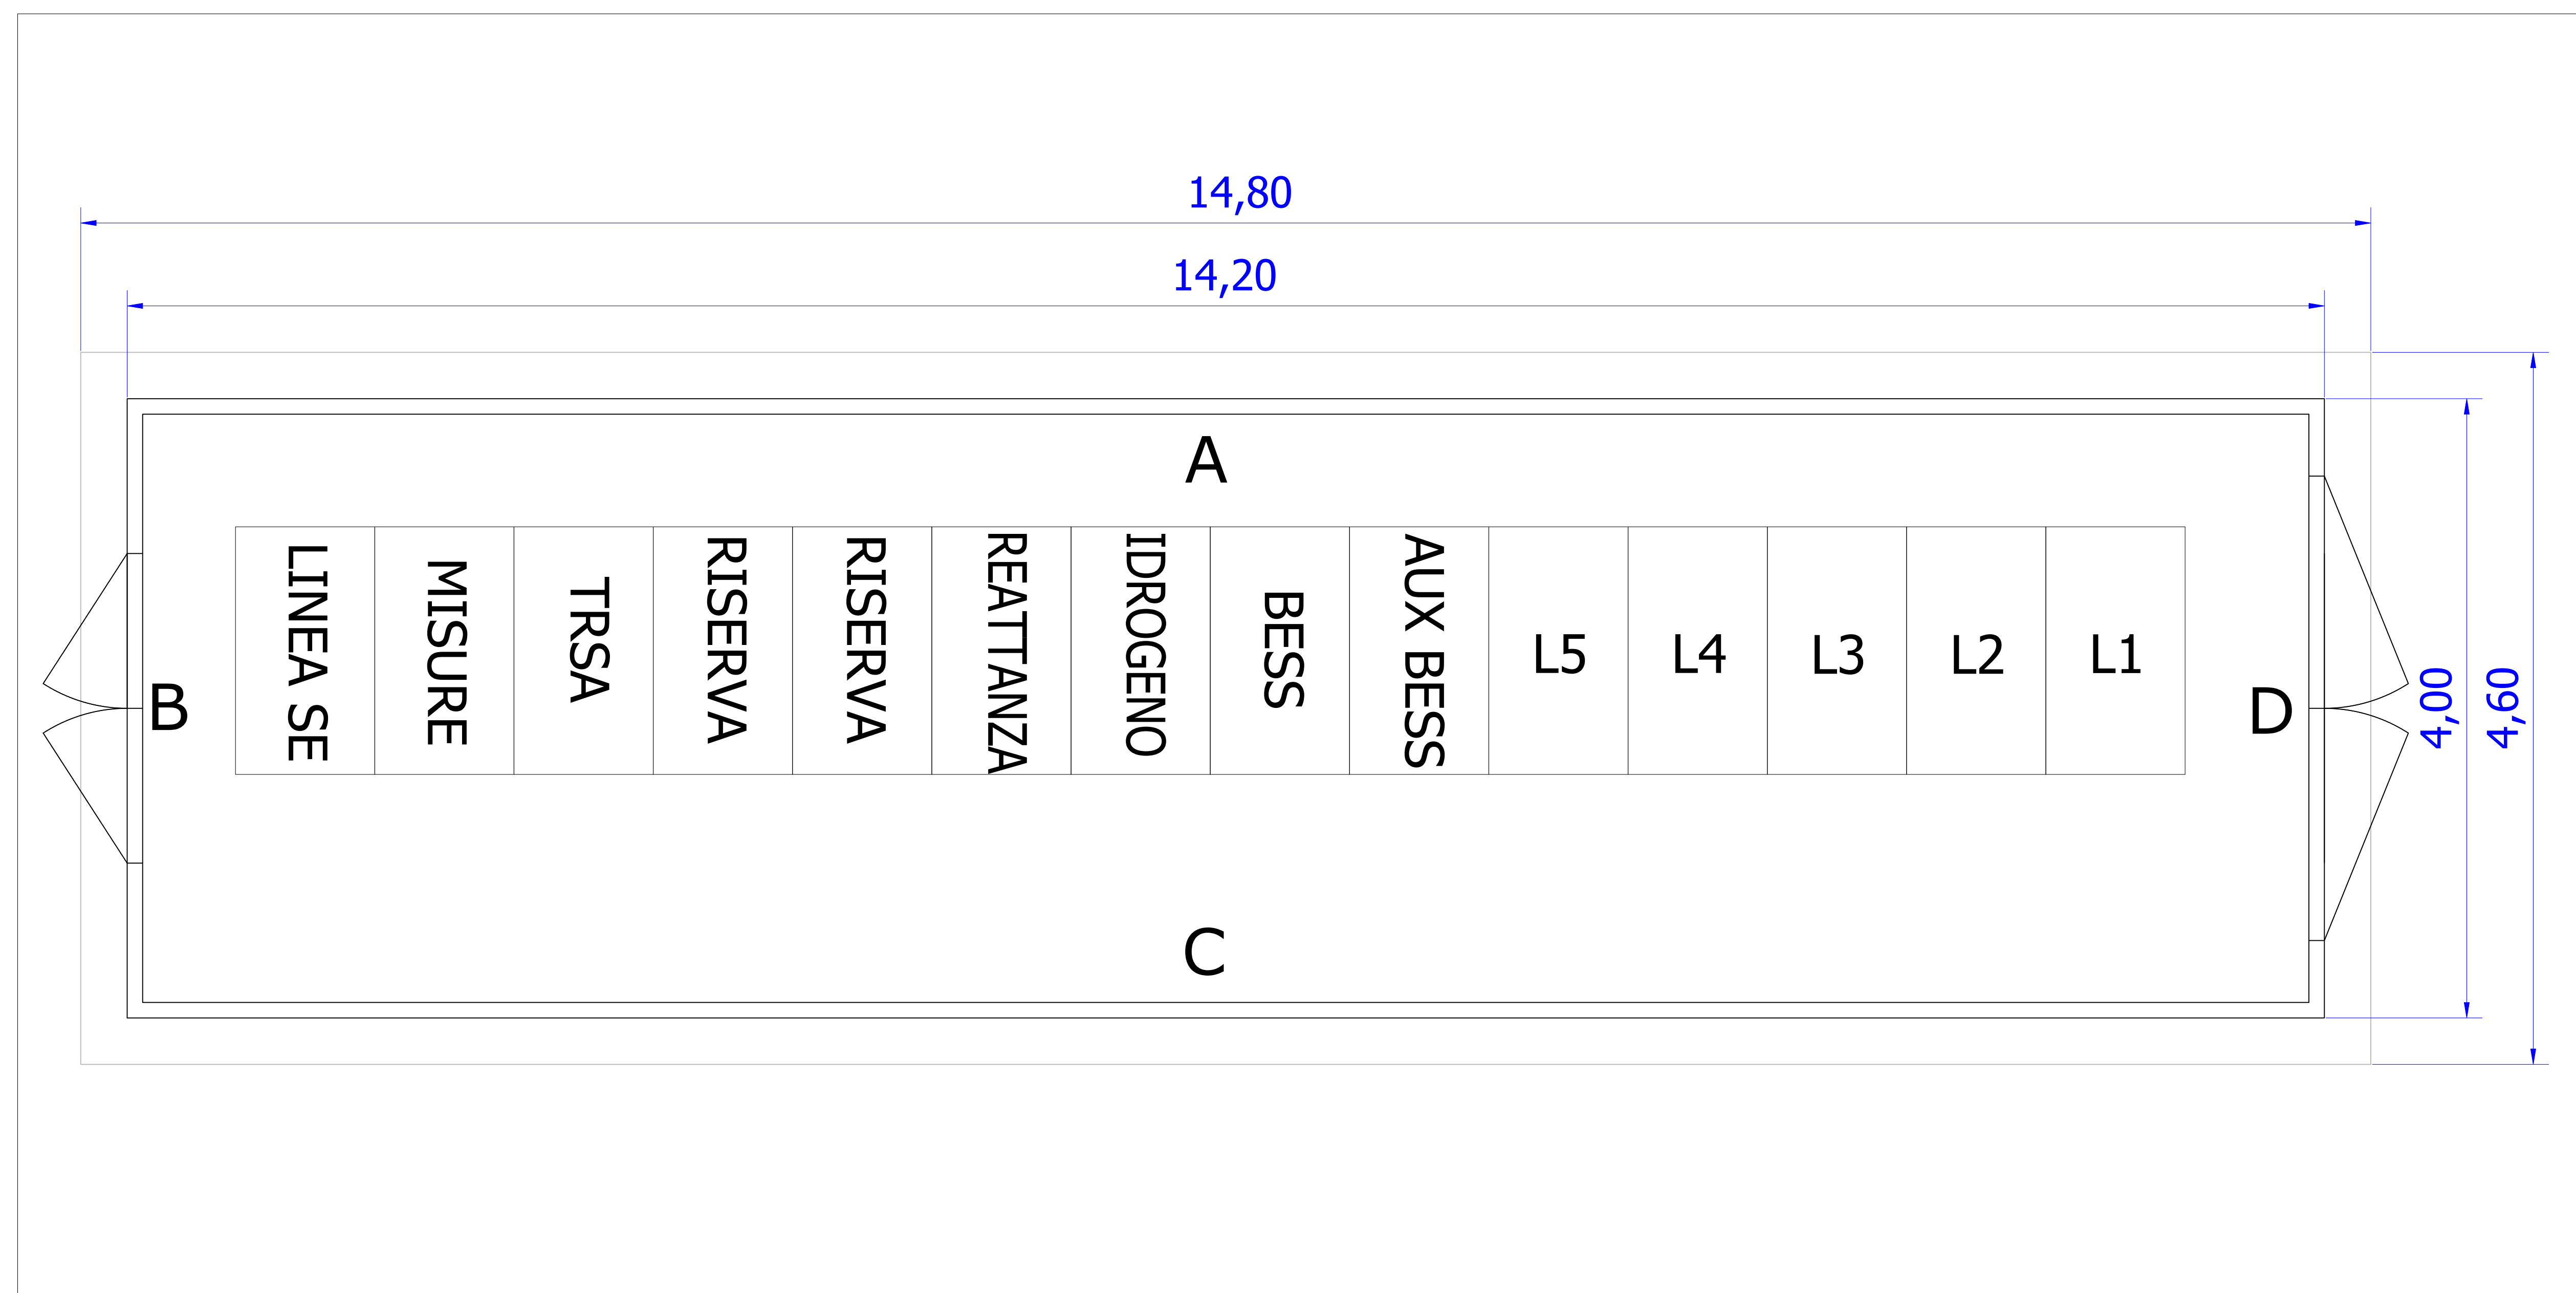 14,80
14,20
A
LINEA SE
MISURE
TRSA
RISERVA
RISERVA
REATTANZA
IDROGENO
BESS
AUX BESS
L5
L4
L3
L2
L1
B
D
4,00
4,60
C